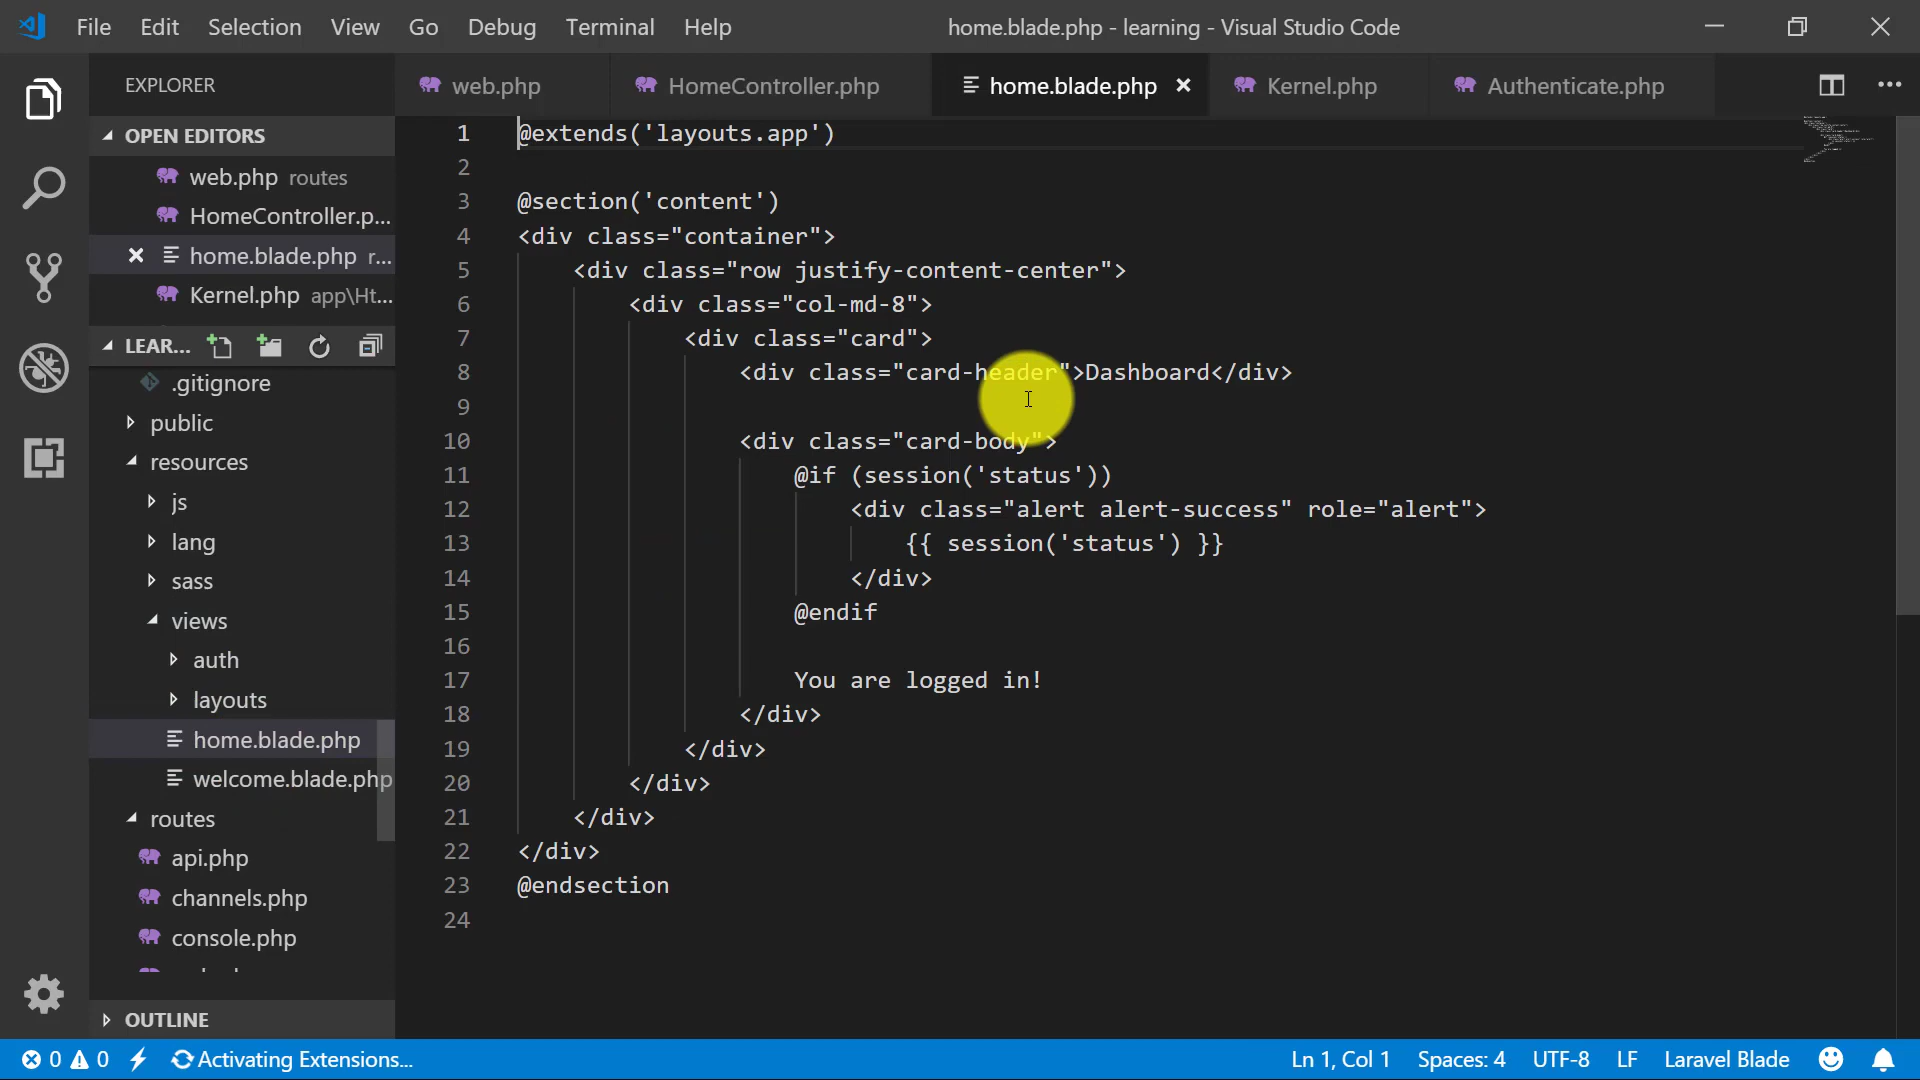 File Edit Selection View Go Debug Terminal Help home.blade.php - learning - Visual Studio Code
EXPLORER
web.php HomeController.php home.blade.php Kernel.php Authenticate.php
OPEN EDITORS
web.php routes
HomeController.p...
home.blade.php r...
Kernel.php app\Ht...
LEAR...
.gitignore
public
resources
js
lang
sass
views
auth
layouts
home.blade.php
welcome.blade.php
routes
api.php
channels.php
console.php
OUTLINE
1 @extends('layouts.app')
2
3 @section('content')
4 <div class="container">
5 <div class="row justify-content-center">
6 <div class="col-md-8">
7 <div class="card">
8 <div class="card-header">Dashboard</div>
9
10 <div class="card-body">
11 @if (session('status'))
12 <div class="alert alert-success" role="alert">
13 {{ session('status') }}
14 </div>
15 @endif
16
17 You are logged in!
18 </div>
19 </div>
20 </div>
21 </div>
22 </div>
23 @endsection
24
0 0 Activating Extensions... Ln 1, Col 1 Spaces: 4 UTF-8 LF Laravel Blade